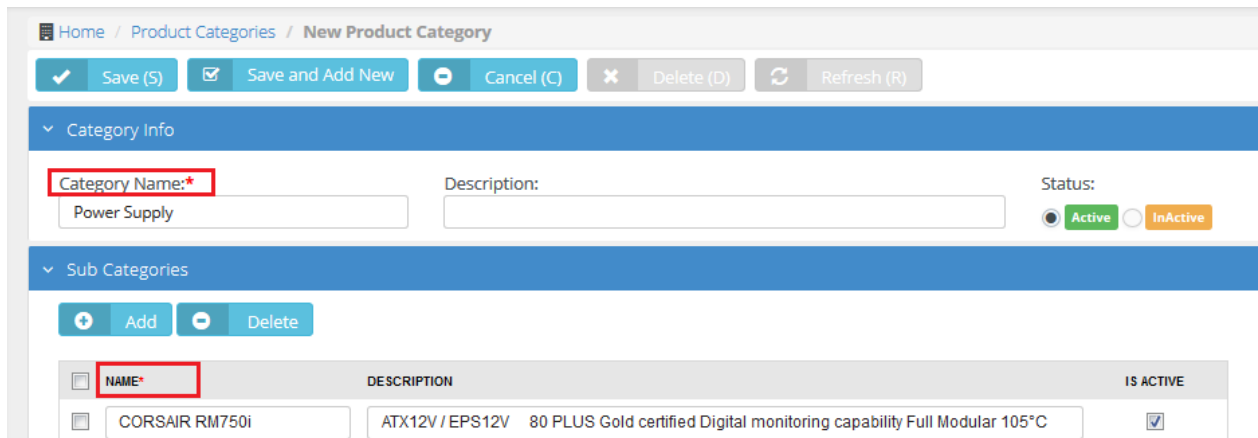 Home / Product Categories / New Product Category
Save (S) Save and Add New Cancel (C) Delete (D) Refresh (R)
Category Info
Category Name:* Description: Status:
Power Supply Active InActive
Sub Categories
Add Delete
NAME* DESCRIPTION IS ACTIVE
CORSAIR RM750i ATX12V / EPS12V 80 PLUS Gold certified Digital monitoring capability Full Modular 105°C